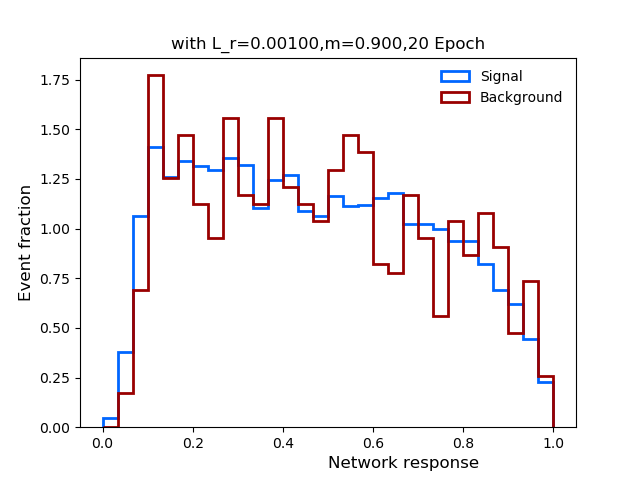 with L_r=0.00100,m=0.900,20 Epoch
Signal
Background
Event fraction
1.75
1.50
1.25
1.00
0.75
0.50
0.25
0.00
0.0 0.2 0.4 0.6 0.8 1.0
Network response